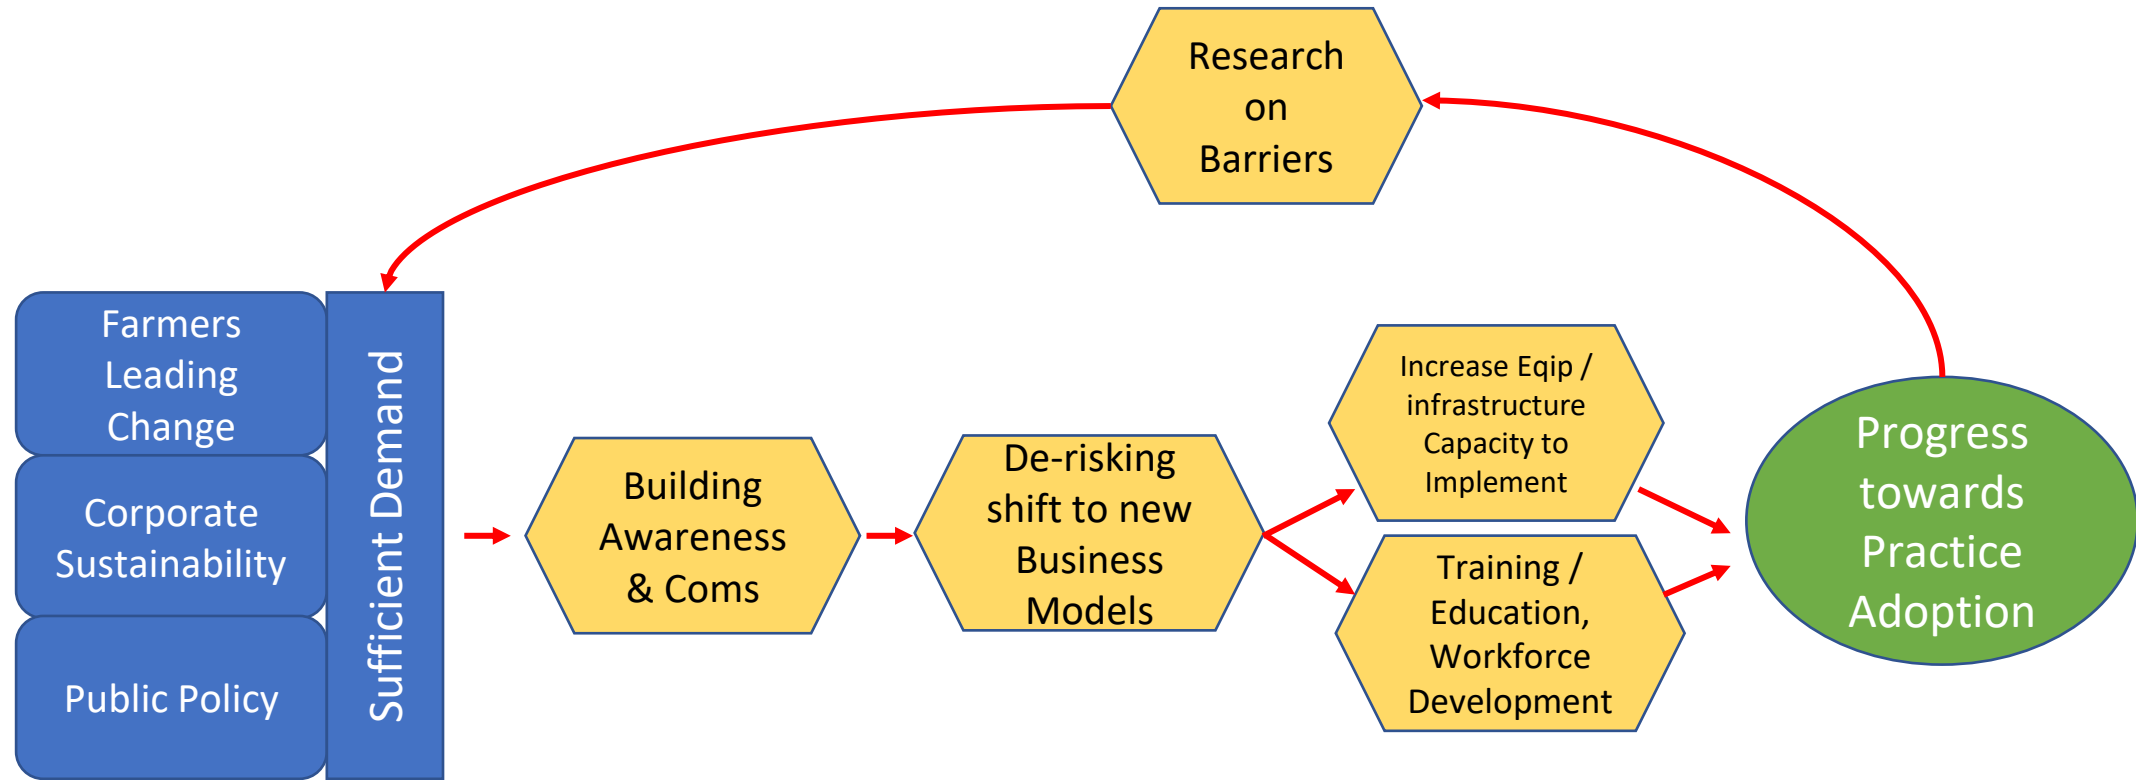 Research
on
Barriers
Farmers
Leading
Change
Corporate
Sustainability
Public Policy
Sufficient Demand
Building
Awareness
& Coms
De-risking
shift to new
Business
Models
Increase Eqip /
infrastructure
Capacity to
Implement
Training /
Education,
Workforce
Development
Progress
towards
Practice
Adoption